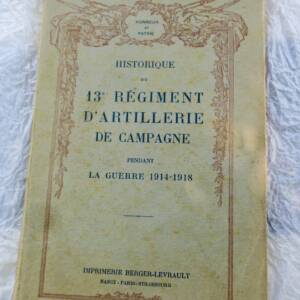 HONNEUR
ET
PATRIE
HISTORIQUE
DU
13e RÉGIMENT
D'ARTILLERIE
DE CAMPAGNE
PENDANT
LA GUERRE 1914-1918
IMPRIMERIE BERGER-LEVRAULT
NANCY-PARIS-STRASBOURG